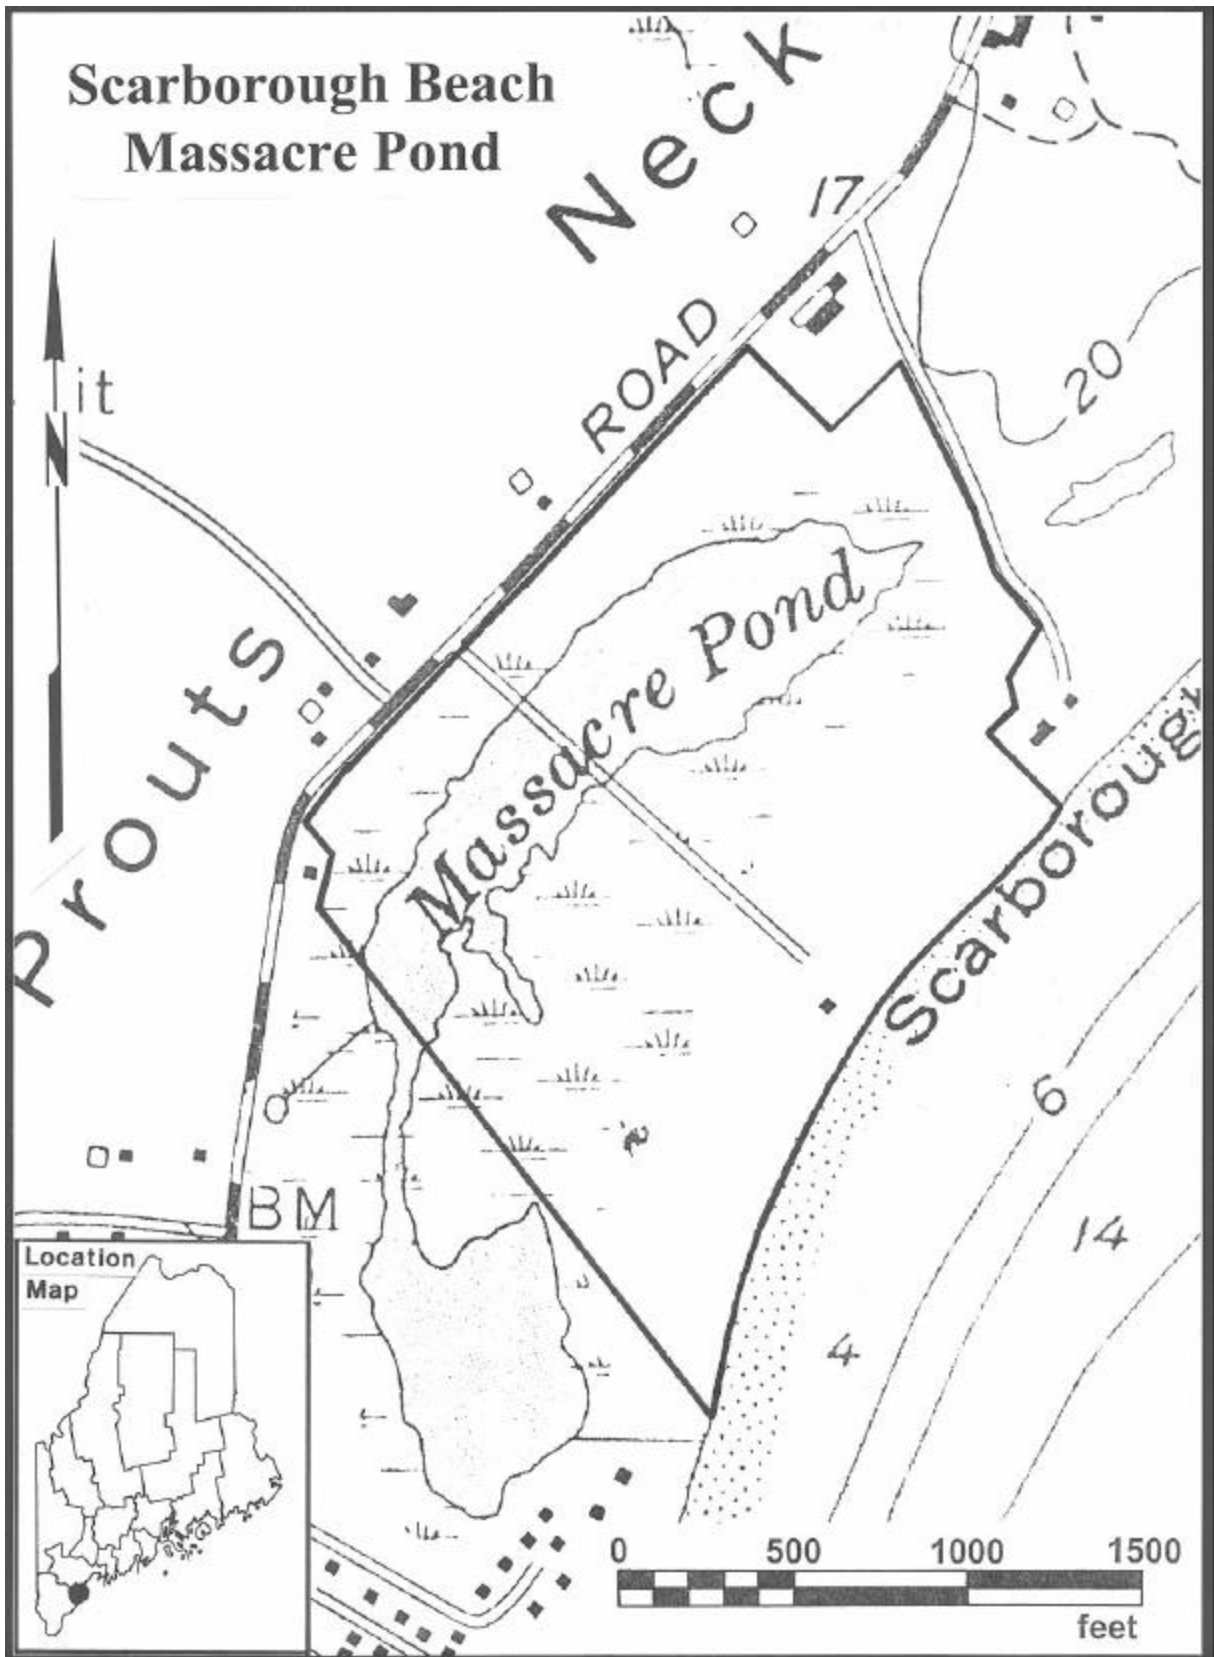 Scarborough Beach
Massacre Pond
Neck
17
ROAD
it
N
20
Prouts
Massacre Pond
Scarborough
6
BM
14
4
Location
Map
0 500 1000 1500
feet